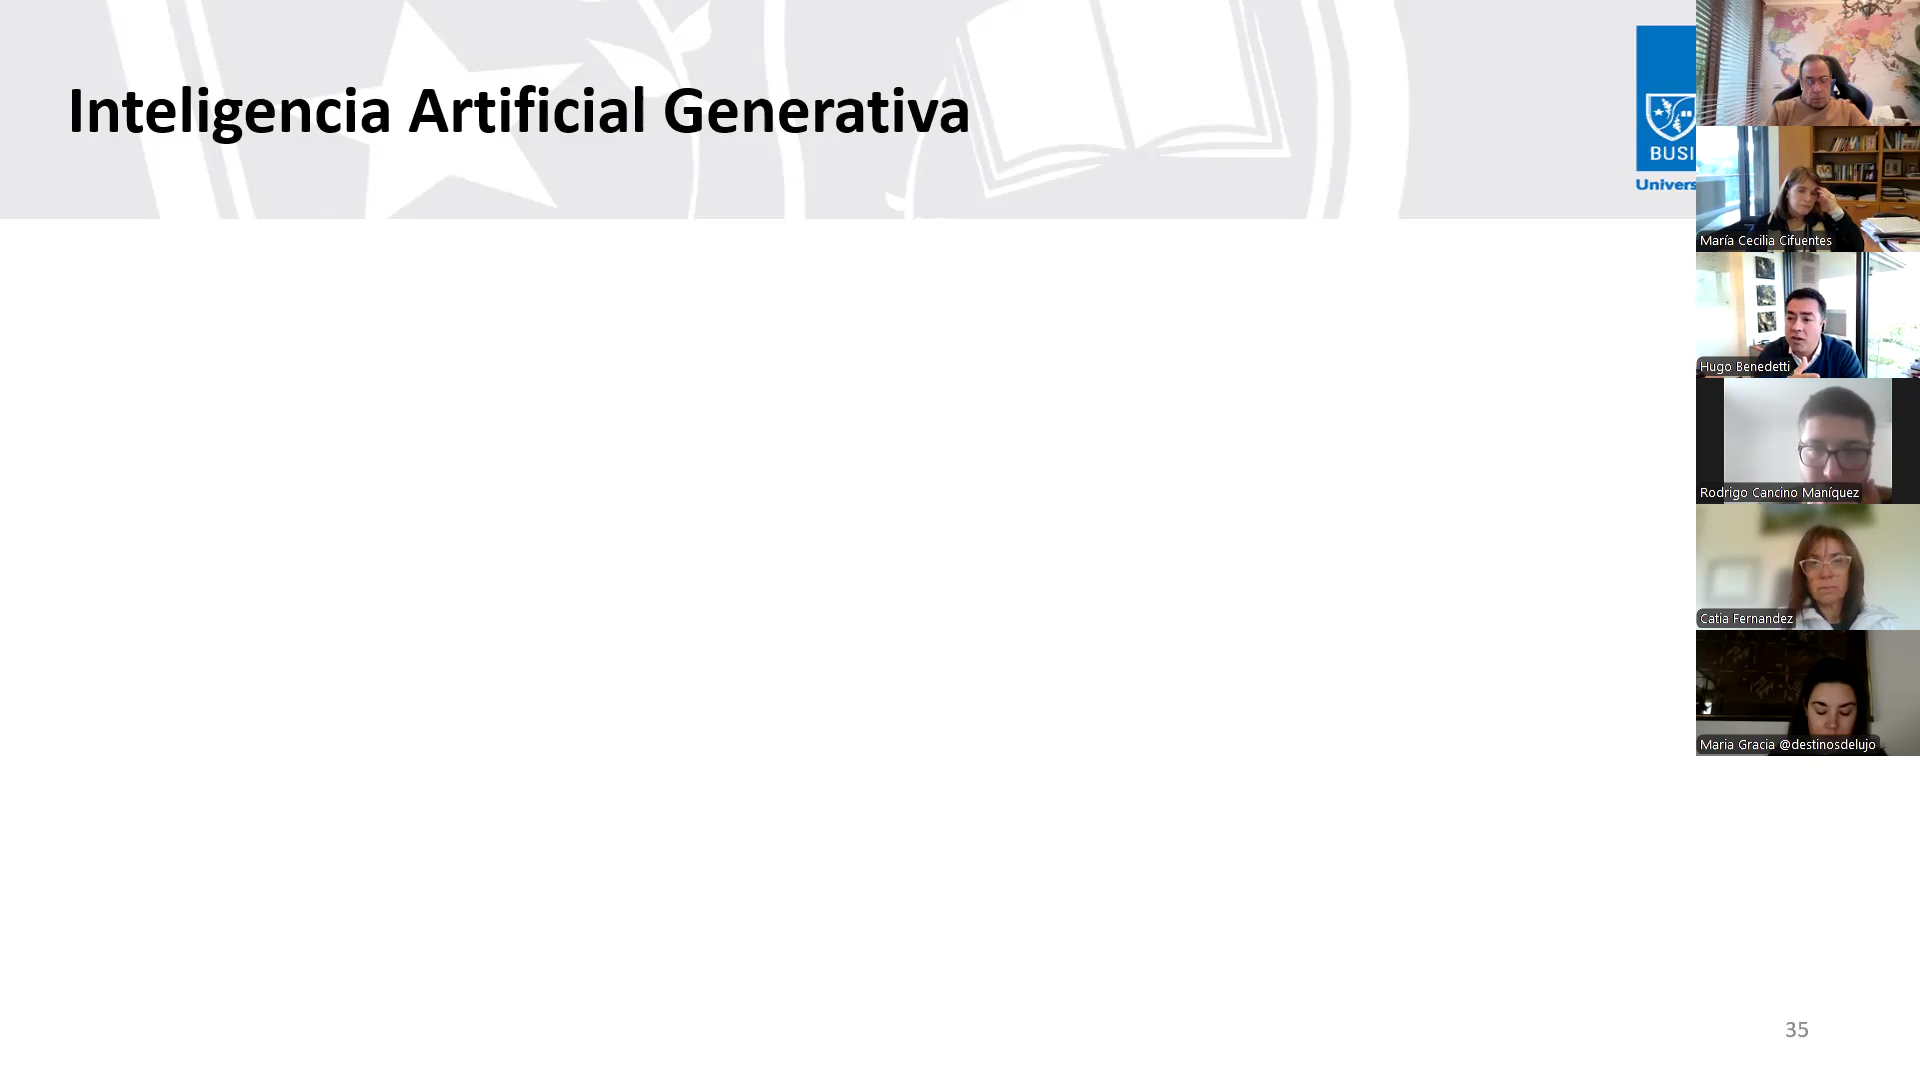 Inteligencia Artificial Generativa
BUSI
Univers
María Cecilia Cifuentes
Hugo Benedetti
Rodrigo Cancino Maníquez
Catia Fernandez
Maria Gracia @destinosdelujo
35